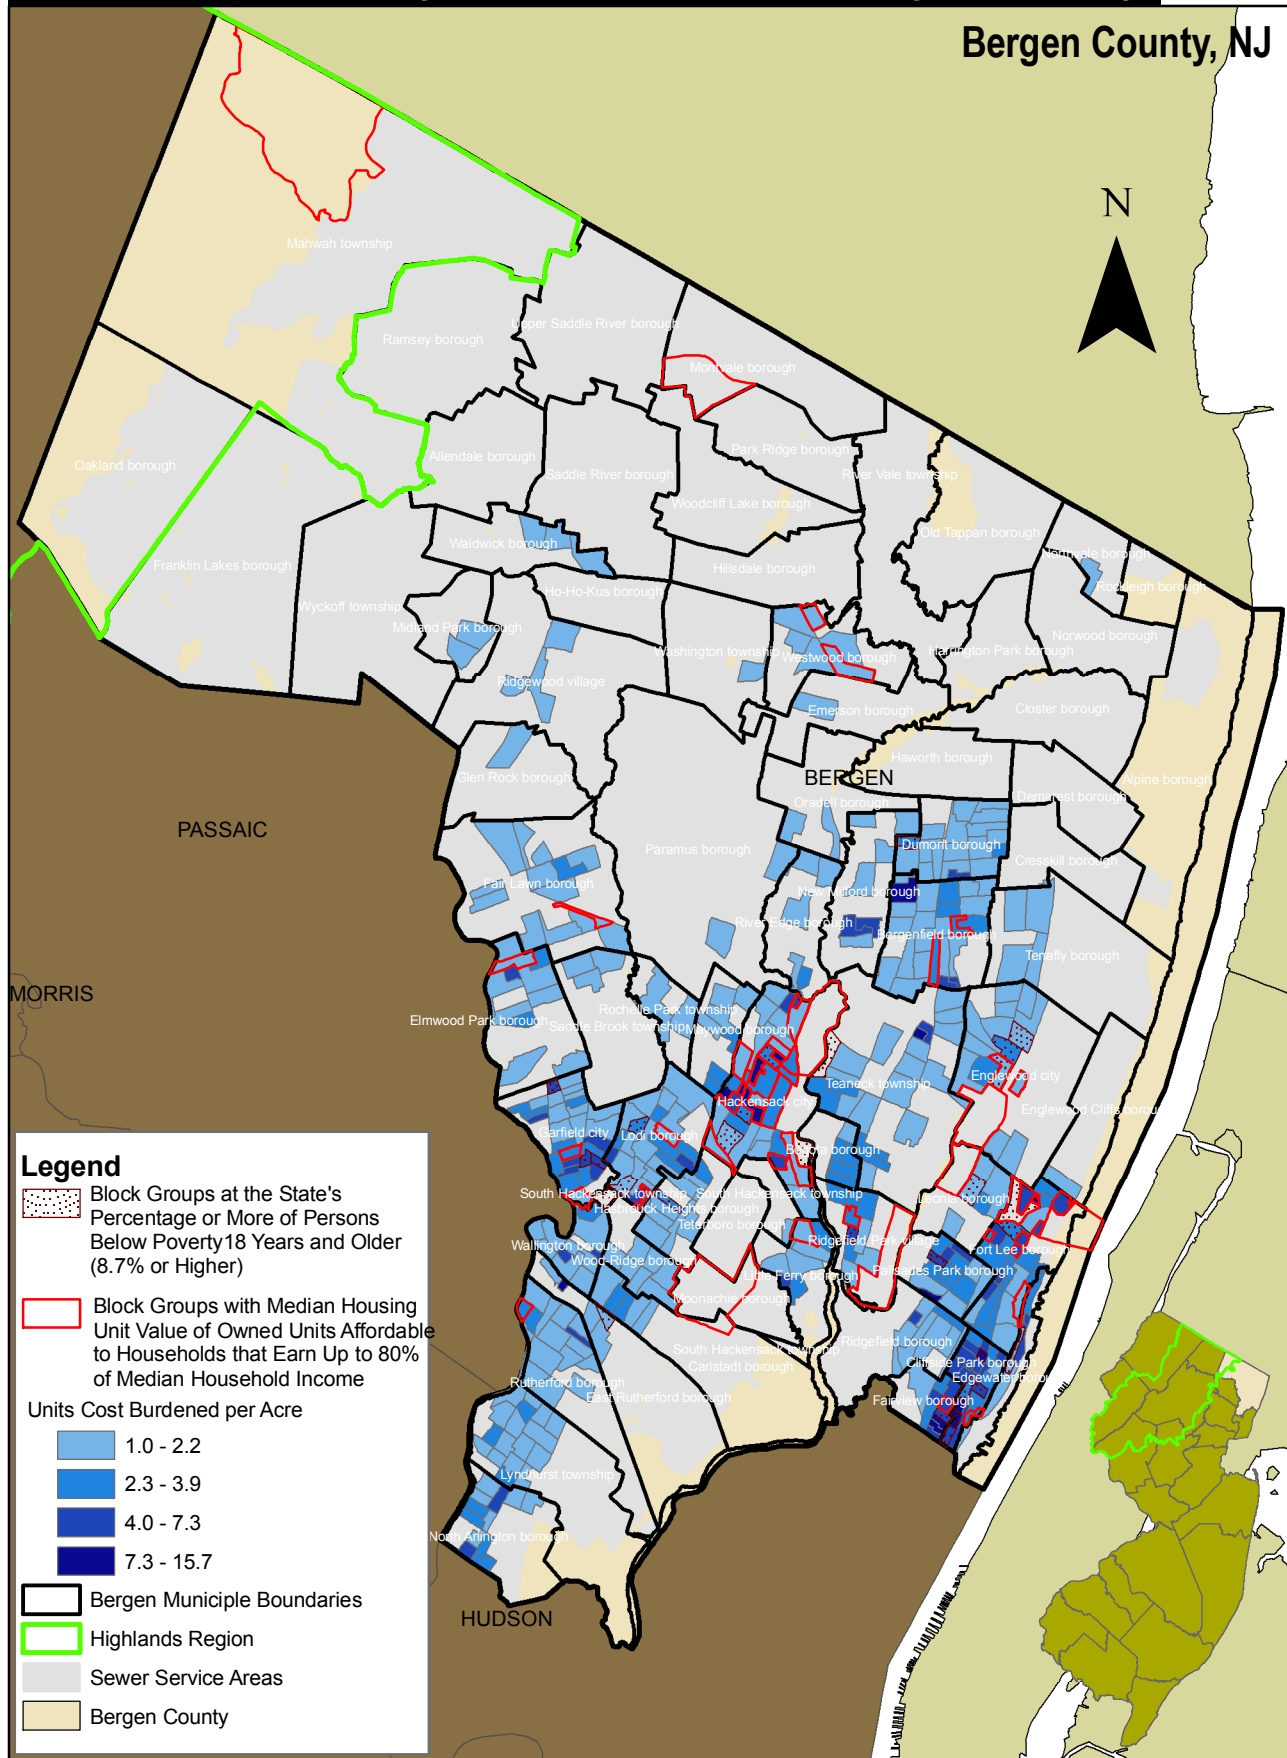 Bergen County, NJ
N
Mahwah township
Ramsey borough
Upper Saddle River borough
Montvale borough
Oakland borough
Allendale borough
Saddle River borough
Park Ridge borough
River Vale township
Woodcliff Lake borough
Old Tappan borough
Waldwick borough
Northvale borough
Franklin Lakes borough
Hillsdale borough
Rockleigh borough
Ho-Ho-Kus borough
Wyckoff township
Midland Park borough
Norwood borough
Washington township
Westwood borough
Harrington Park borough
Ridgewood village
Emerson borough
Closter borough
Haworth borough
Glen Rock borough
BERGEN
Alpine borough
Oradell borough
Demarest borough
PASSAIC
Paramus borough
Dumont borough
Cresskill borough
Fair Lawn borough
New Milford borough
River Edge borough
Bergenfield borough
Tenafly borough
MORRIS
Rochelle Park township
Elmwood Park borough
Saddle Brook township
Maywood borough
Englewood city
Teaneck township
Hackensack city
Englewood Cliffs borou
Garfield city
Lodi borough
Bogota borough
South Hackensack township
South Hackensack township
Leonia borough
Hasbrouck Heights borough
Teterboro borough
Ridgefield Park village
Wallington borough
Fort Lee borough
Wood-Ridge borough
Little Ferry borough
Palisades Park borough
Moonachie borough
Ridgefield borough
South Hackensack township
Carlstadt borough
Cliffside Park borough
Edgewater borou
Rutherford borough
East Rutherford borough
Fairview borough
Lyndhurst township
North Arlington borough
HUDSON
Legend
Block Groups at the State's
Percentage or More of Persons
Below Poverty18 Years and Older
(8.7% or Higher)
Block Groups with Median Housing
Unit Value of Owned Units Affordable
to Households that Earn Up to 80%
of Median Household Income
Units Cost Burdened per Acre
1.0 - 2.2
2.3 - 3.9
4.0 - 7.3
7.3 - 15.7
Bergen Municiple Boundaries
Highlands Region
Sewer Service Areas
Bergen County